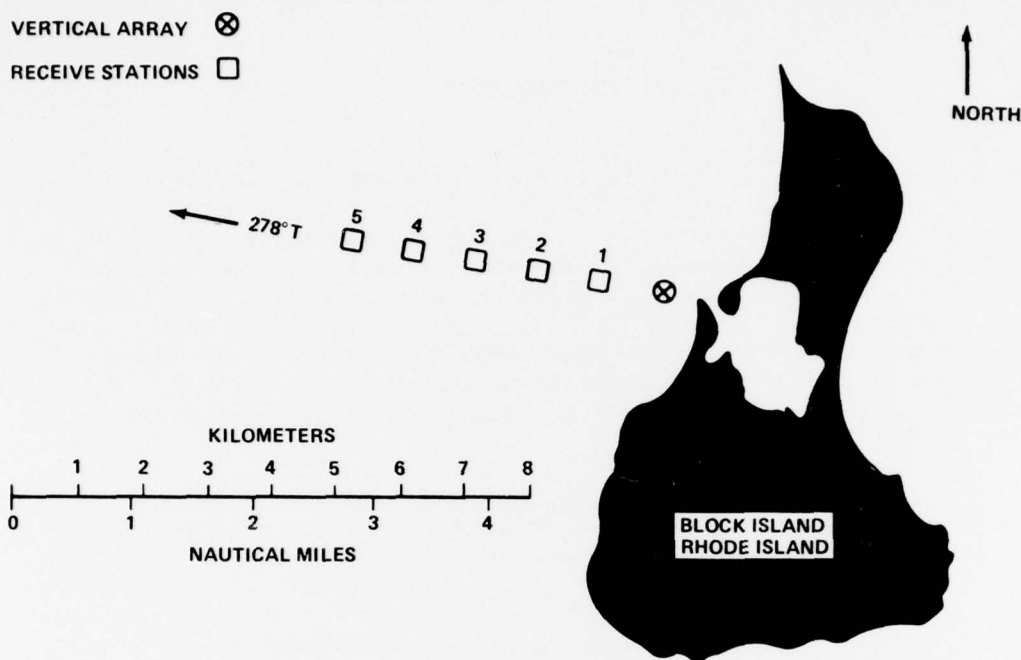 VERTICAL ARRAY
RECEIVE STATIONS
NORTH
278°T
5 4 3 2 1
KILOMETERS
1 2 3 4 5 6 7 8
0 1 2 3 4
NAUTICAL MILES
BLOCK ISLAND
RHODE ISLAND